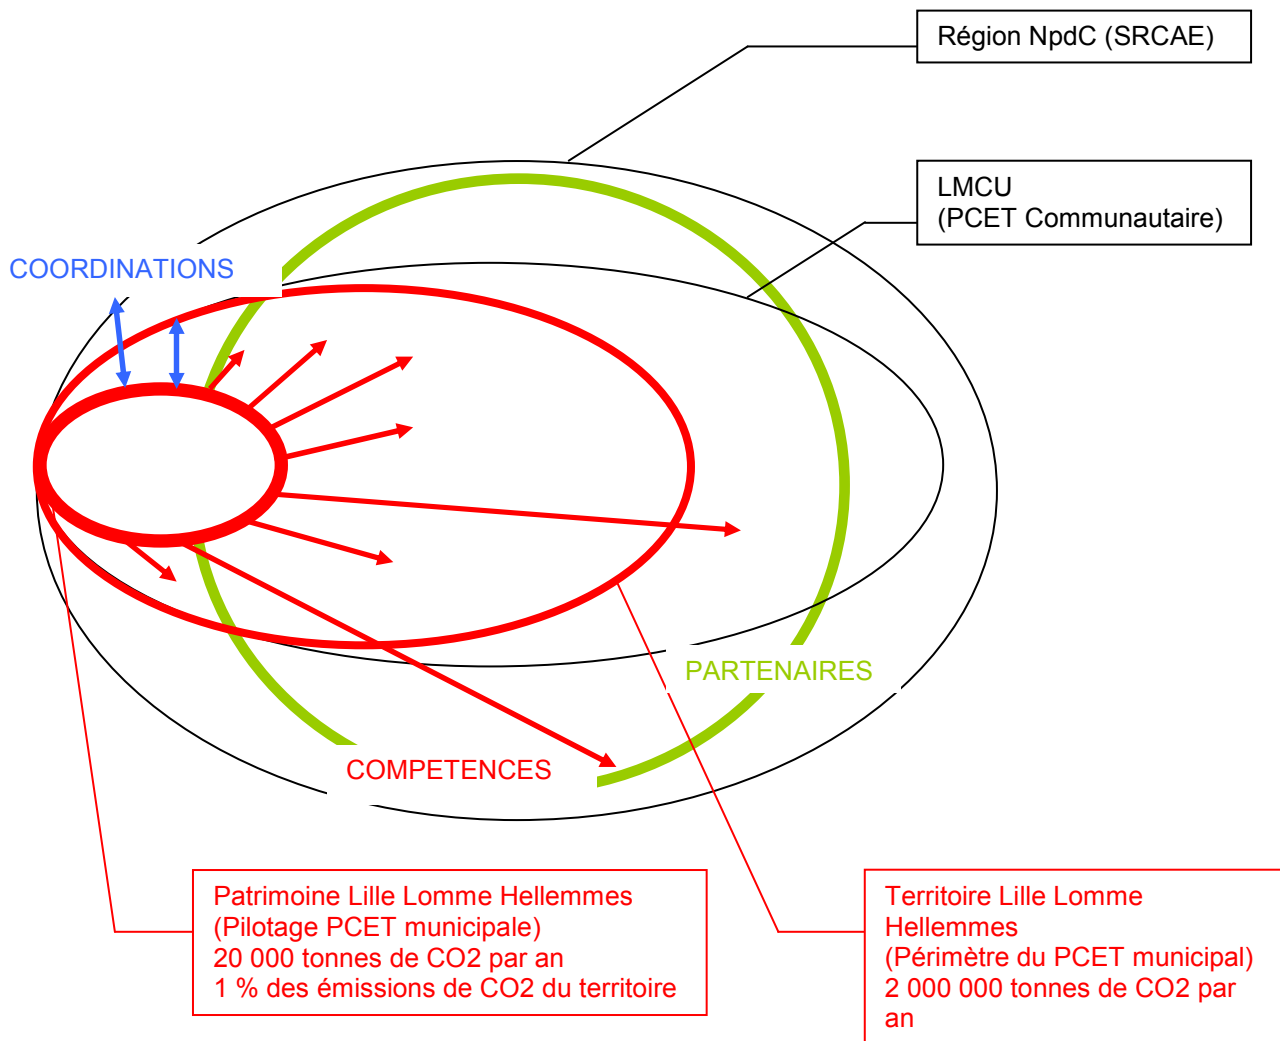 Région NpdC (SRCAE)
LMCU
(PCET Communautaire)
COORDINATIONS
PARTENAIRES
COMPETENCES
Patrimoine Lille Lomme Hellemmes
(Pilotage PCET municipale)
20 000 tonnes de CO2 par an
1 % des émissions de CO2 du territoire
Territoire Lille Lomme
Hellemmes
(Périmètre du PCET municipal)
2 000 000 tonnes de CO2 par
an